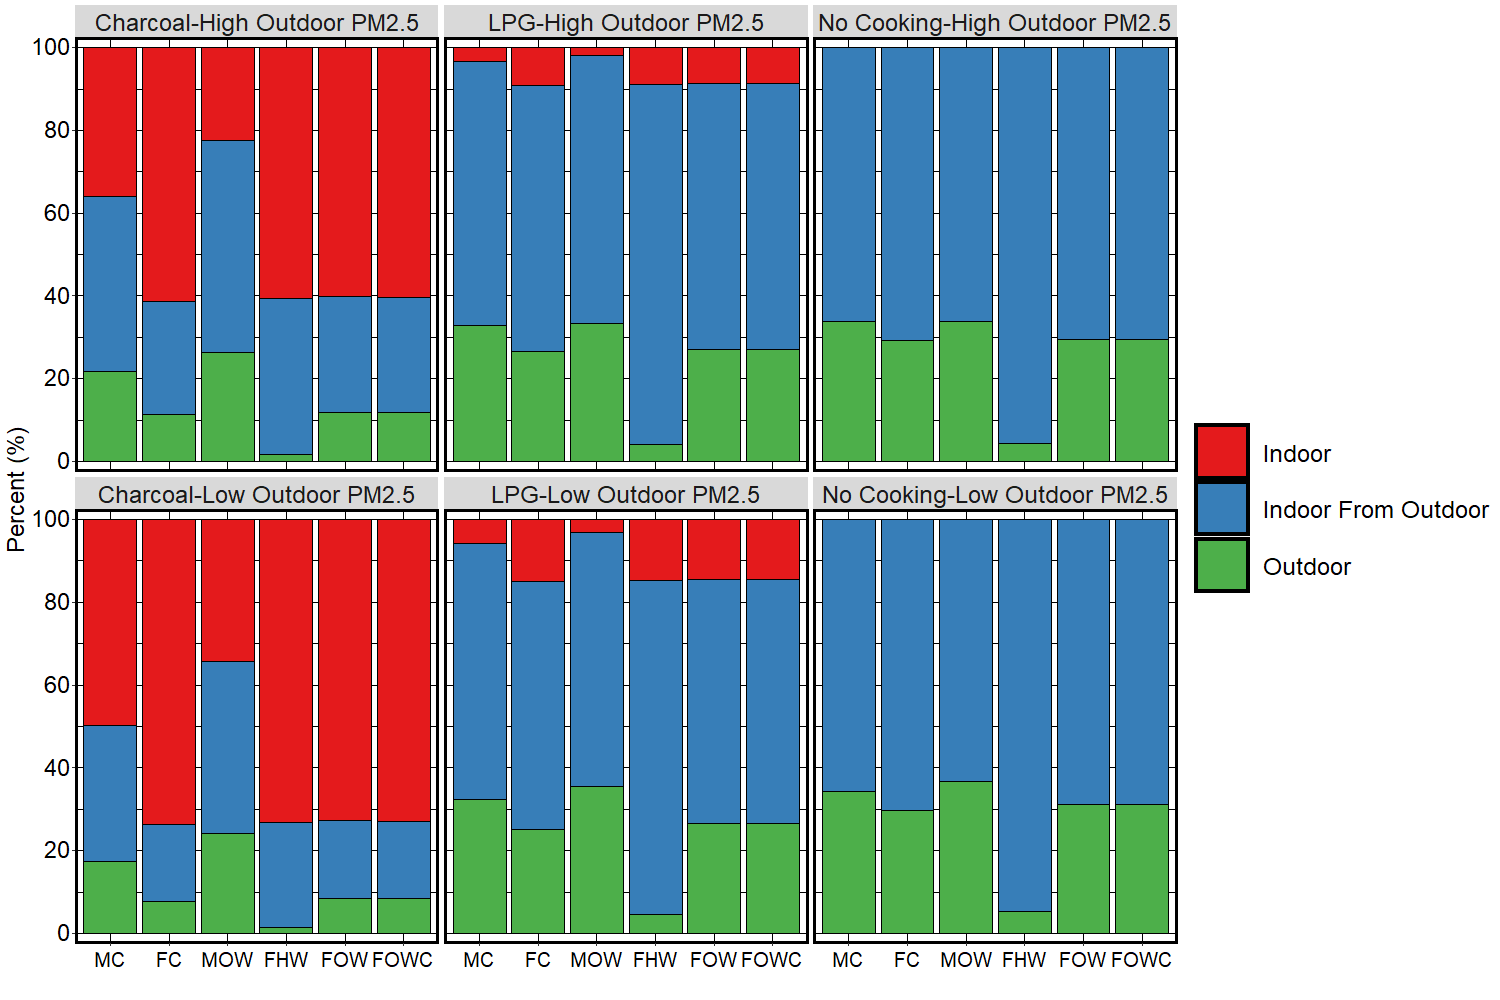 Charcoal-High Outdoor PM2.5
LPG-High Outdoor PM2.5
No Cooking-High Outdoor PM2.5
100
80
60
40
20
0
Charcoal-Low Outdoor PM2.5
LPG-Low Outdoor PM2.5
No Cooking-Low Outdoor PM2.5
100
80
60
40
20
0
Percent (%)
MC FC MOW FHW FOW FOWC
MC FC MOW FHW FOW FOWC
MC FC MOW FHW FOW FOWC
Indoor
Indoor From Outdoor
Outdoor